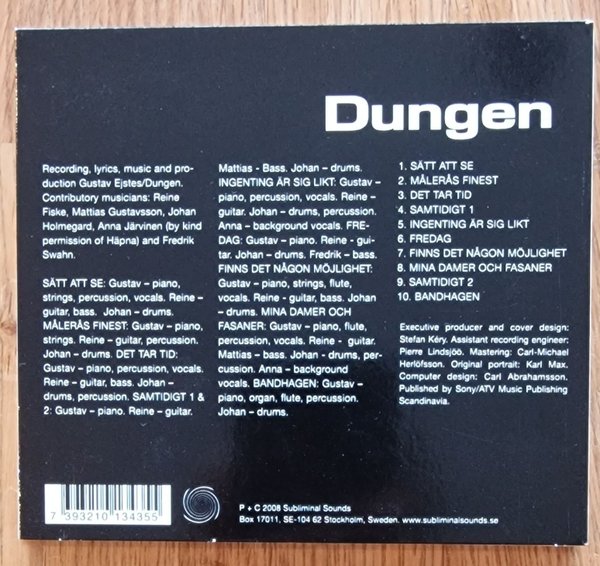 Dungen
Recording, lyrics, music and pro-
duction Gustav Ejstes/Dungen.
Contributory musicians: Reine
Fiske, Mattias Gustavsson, Johan
Holmegard, Anna Järvinen (by kind
permission of Häpna) and Fredrik
Swahn.
SÄTT ATT SE: Gustav – piano,
strings, percussion, vocals. Reine –
guitar, bass. Johan – drums.
MÅLERÅS FINEST: Gustav – piano,
strings. Reine – guitar, percussion.
Johan – drums. DET TAR TID:
Gustav – piano, percussion, vocals.
Reine – guitar, bass. Johan –
drums, percussion. SAMTIDIGT 1 &
2: Gustav – piano. Reine – guitar.
Mattias - Bass. Johan – drums.
INGENTING ÄR SIG LIKT: Gustav –
piano, percussion, vocals. Reine –
guitar. Johan – drums, percussion.
Anna – background vocals. FRE-
DAG: Gustav – piano. Reine - gui-
tar. Johan – drums. Fredrik – bass.
FINNS DET NÅGON MÖJLIGHET:
Gustav – piano, strings, flute,
vocals. Reine - guitar, bass. Johan
– drums. MINA DAMER OCH
FASANER: Gustav – piano, flute,
percussion, vocals. Reine - guitar.
Mattias – bass. Johan - drums, per-
cussion. Anna – background
vocals. BANDHAGEN: Gustav –
piano, organ, flute, percussion.
Johan – drums.
1. SÄTT ATT SE
2. MÅLERÅS FINEST
3. DET TAR TID
4. SAMTIDIGT 1
5. INGENTING ÄR SIG LIKT
6. FREDAG
7. FINNS DET NÅGON MÖJLIGHET
8. MINA DAMER OCH FASANER
9. SAMTIDIGT 2
10. BANDHAGEN
Executive producer and cover design:
Stefan Kéry. Assistant recording engineer:
Pierre Lindsjöö. Mastering: Carl-Michael
Herlöfsson. Original portrait: Karl Max.
Computer design: Carl Abrahamsson.
Published by Sony/ATV Music Publishing
Scandinavia.
7 393210 134355
P + C 2008 Subliminal Sounds
Box 17011, SE-104 62 Stockholm, Sweden. www.subliminalsounds.se